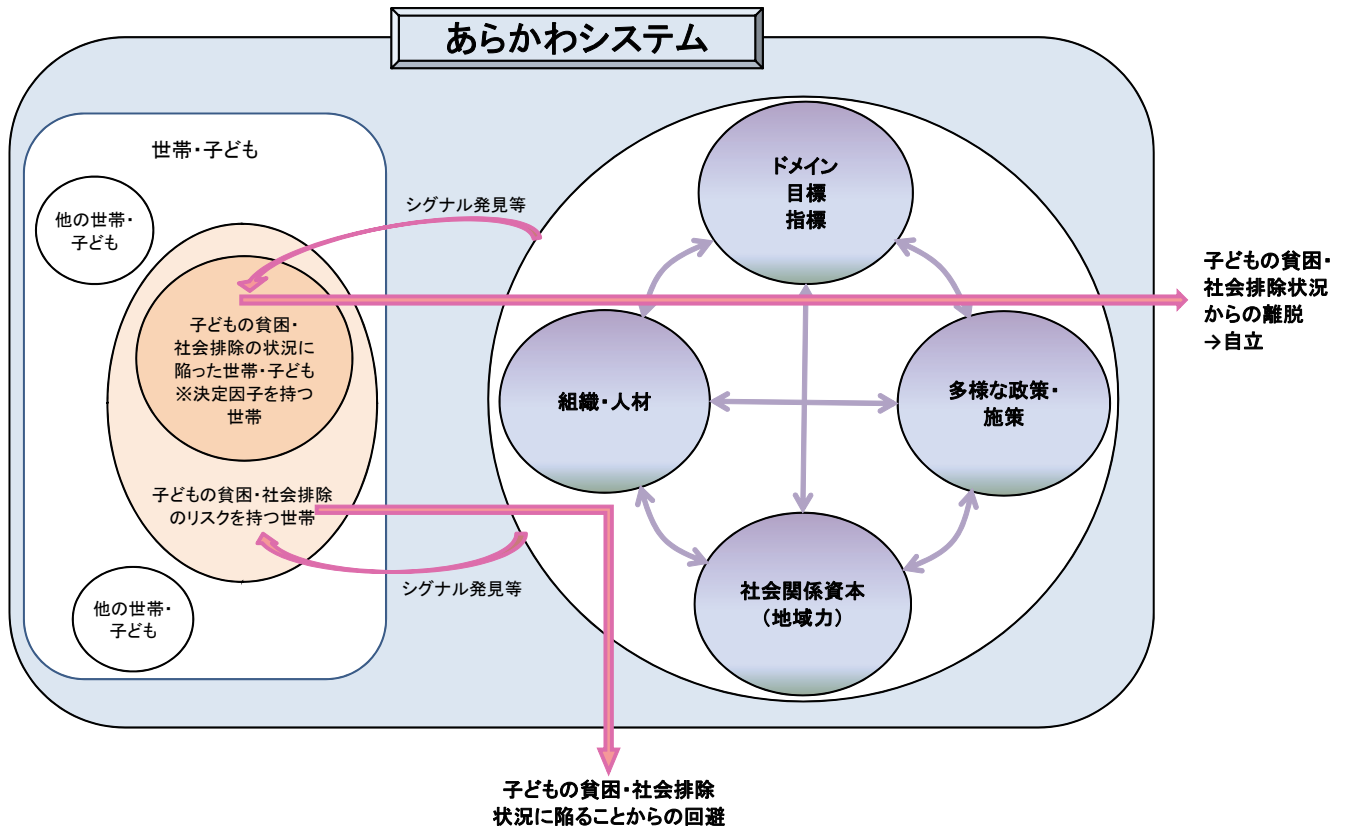 あらかわシステム
世帯・子ども
他の世帯・
子ども
シグナル発見等
子どもの貧困・
社会排除の状況に
陥った世帯・子ども
※決定因子を持つ
世帯
子どもの貧困・社会排除
のリスクを持つ世帯
シグナル発見等
他の世帯・
子ども
ドメイン
目標
指標
組織・人材
多様な政策・
施策
社会関係資本
（地域力）
子どもの貧困・
社会排除状況
からの離脱
→自立
子どもの貧困・社会排除
状況に陥ることからの回避